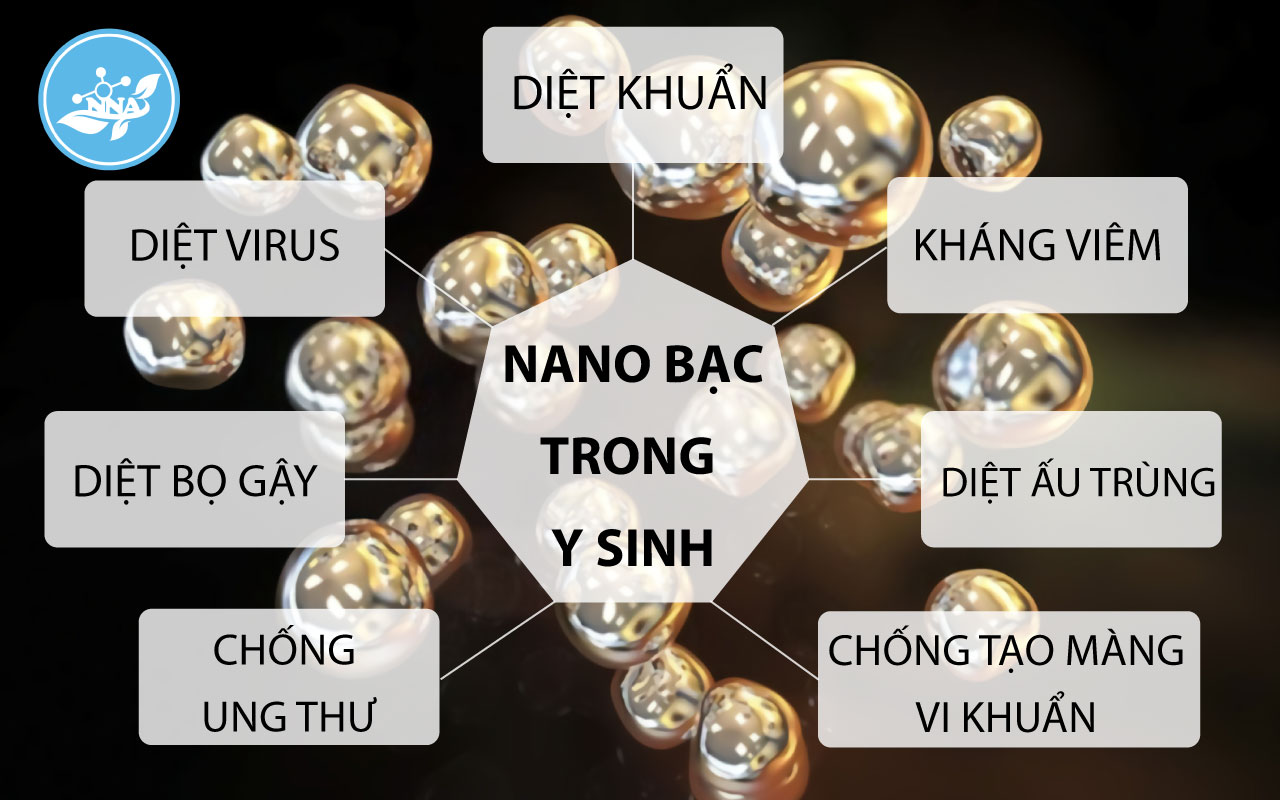 NNA
DIỆT KHUẨN
DIỆT VIRUS
KHÁNG VIÊM
NANO BẠC
TRONG
Y SINH
DIỆT BỌ GẬY
DIỆT ẤU TRÙNG
CHỐNG
UNG THƯ
CHỐNG TẠO MÀNG
VI KHUẨN